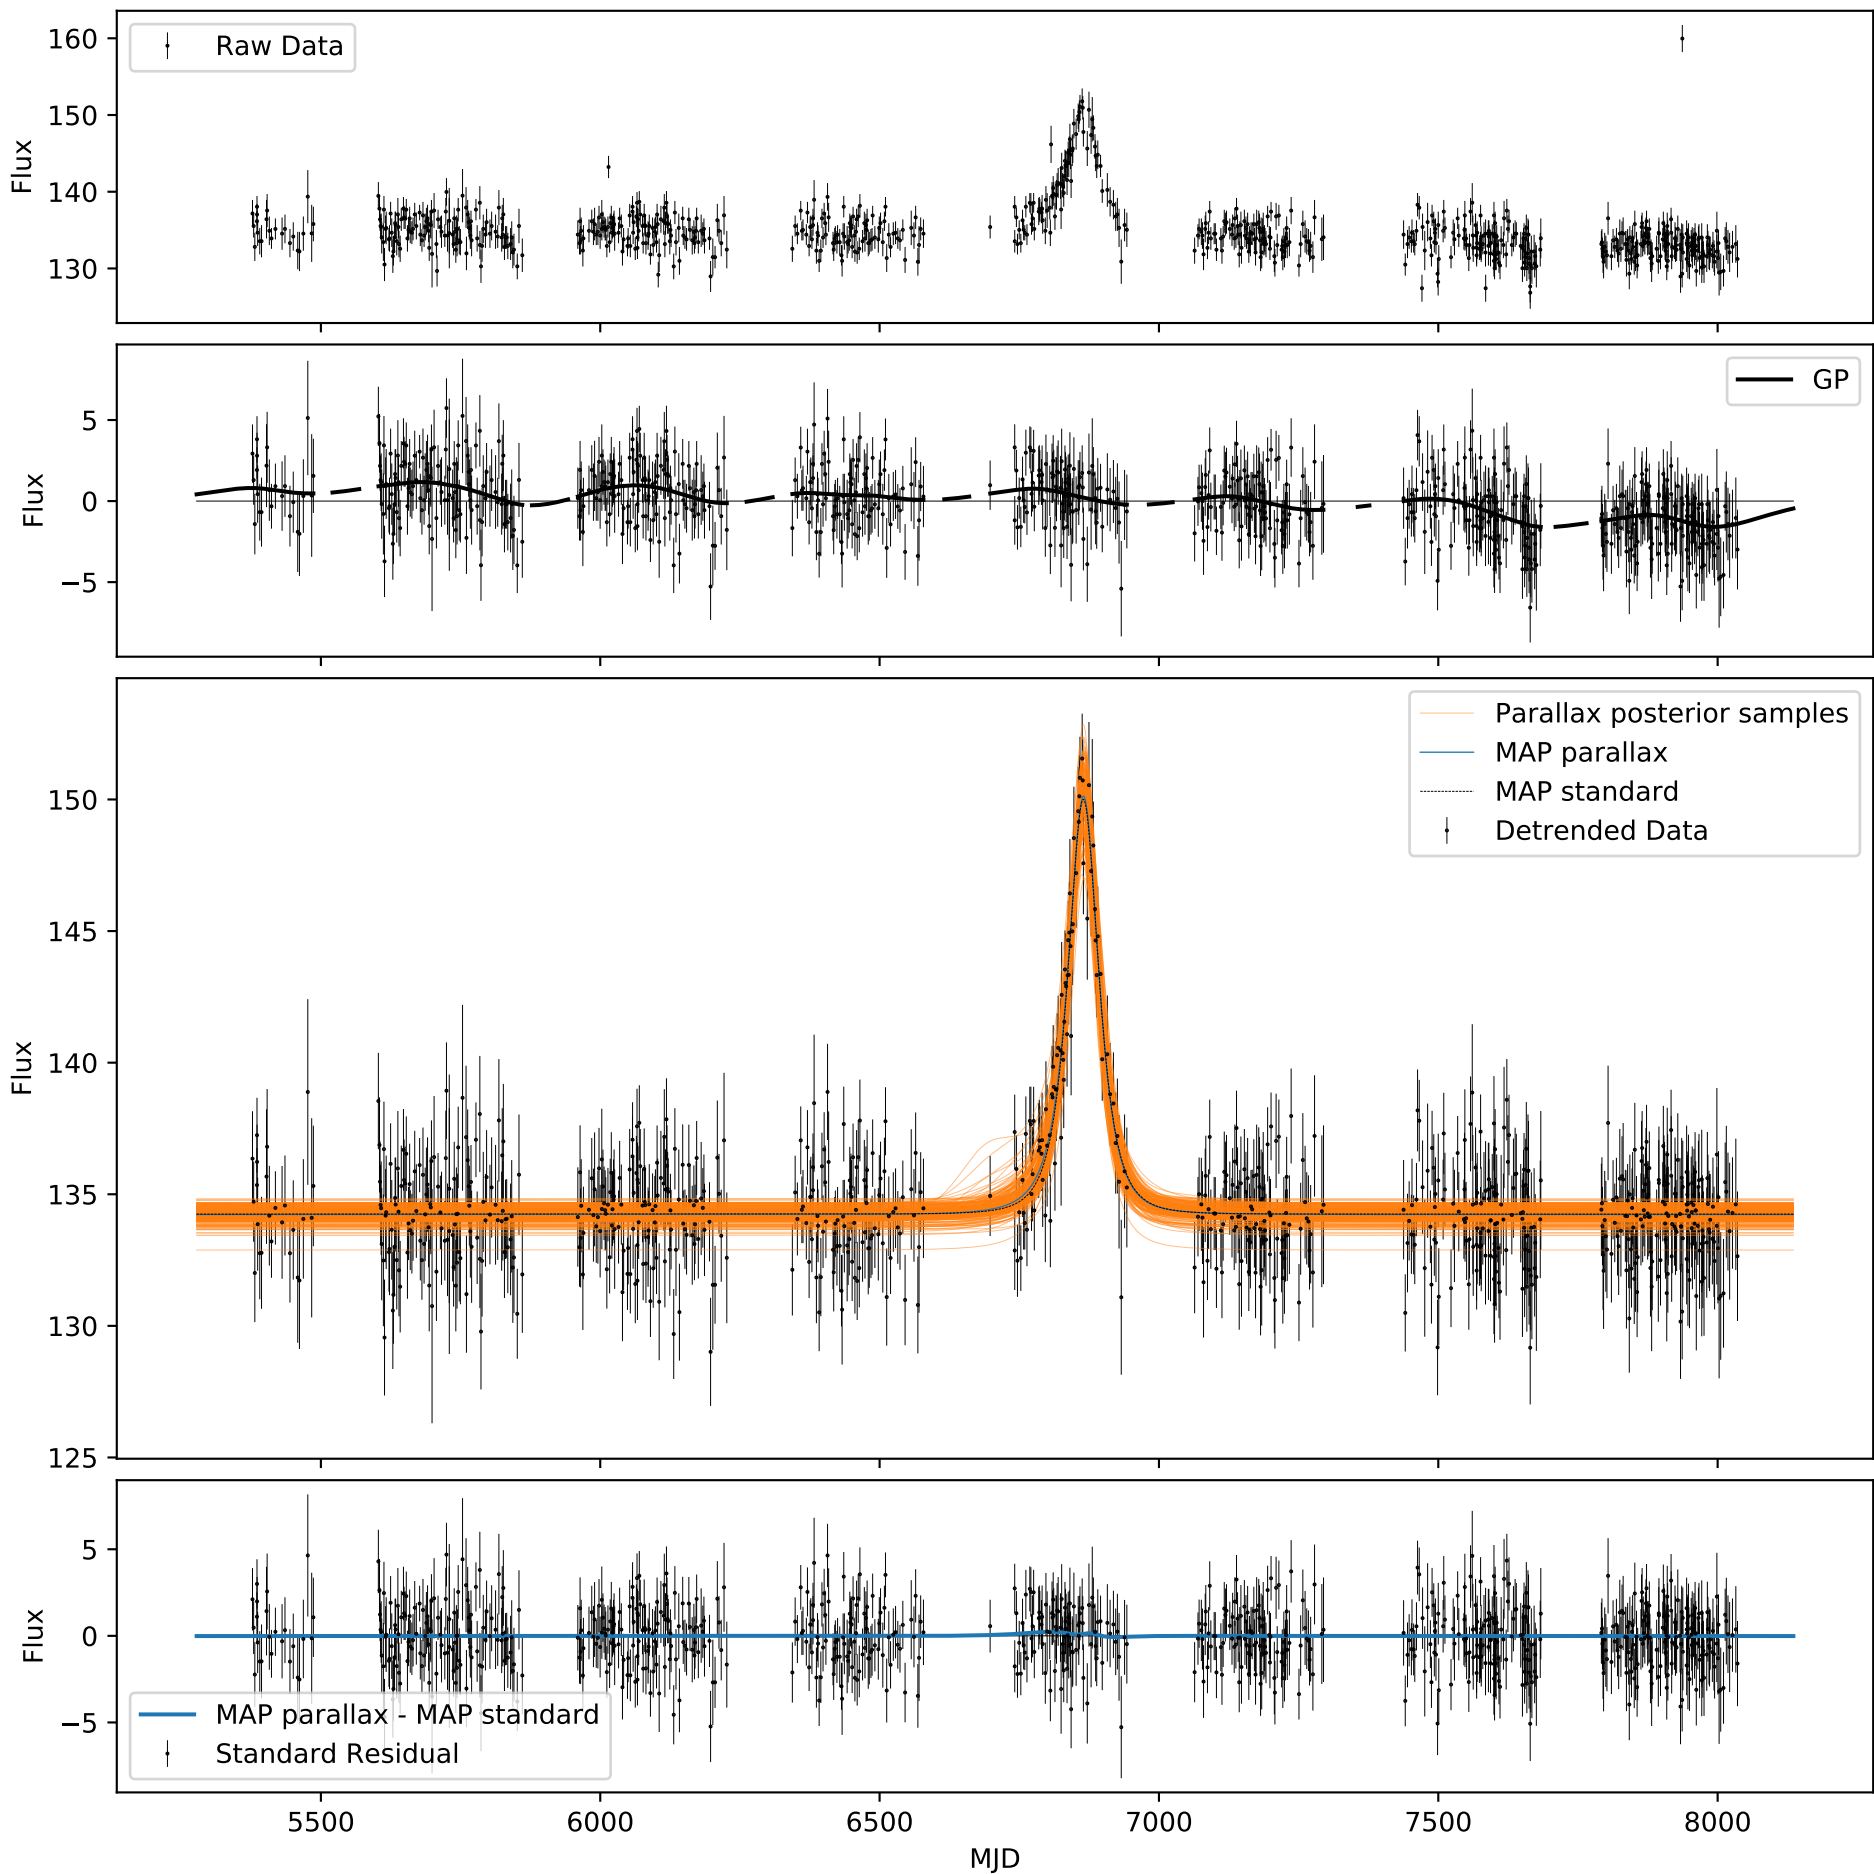 160
150
140
130
Flux
Raw Data
5
0
−5
Flux
GP
150
145
140
135
130
125
Flux
Parallax posterior samples
MAP parallax
MAP standard
Detrended Data
5
0
−5
Flux
MAP parallax - MAP standard
Standard Residual
5500 6000 6500 7000 7500 8000
MJD